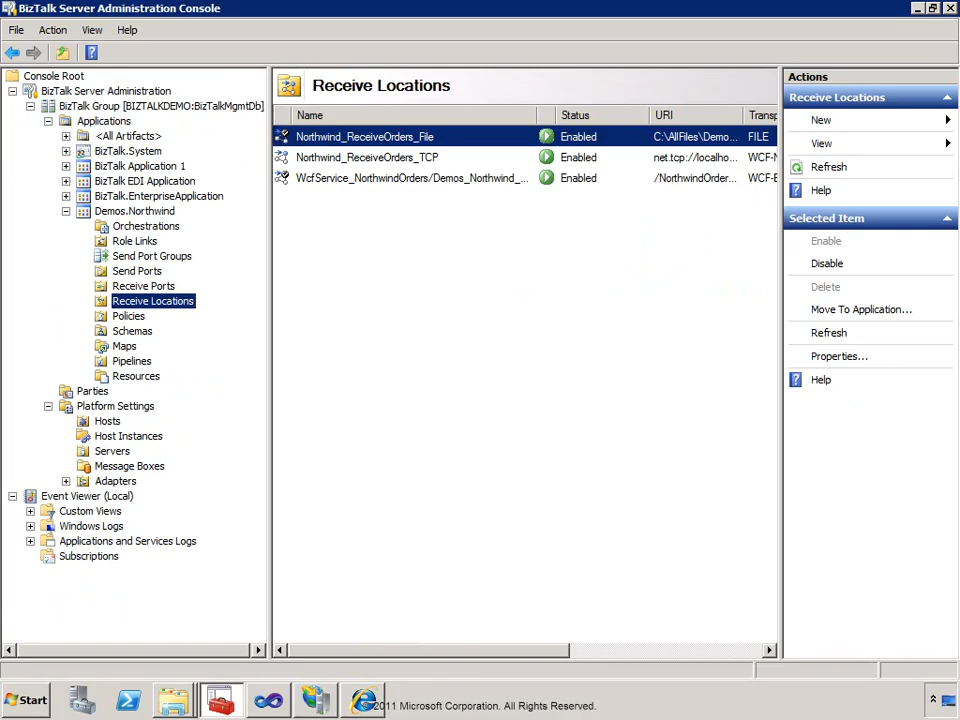 BizTalk Server Administration Console
File Action View Help
Console Root
BizTalk Server Administration
BizTalk Group [BIZTALKDEMO:BizTalkMgmtDb]
Applications
<All Artifacts>
BizTalk.System
BizTalk Application 1
BizTalk EDI Application
BizTalk.EnterpriseApplication
Demos.Northwind
Orchestrations
Role Links
Send Port Groups
Send Ports
Receive Ports
Receive Locations
Policies
Schemas
Maps
Pipelines
Resources
Parties
Platform Settings
Hosts
Host Instances
Servers
Message Boxes
Adapters
Event Viewer (Local)
Custom Views
Windows Logs
Applications and Services Logs
Subscriptions
Receive Locations
Name Status URI Transp
Northwind_ReceiveOrders_File Enabled C:\AllFiles\Demo... FILE
Northwind_ReceiveOrders_TCP Enabled net.tcp://localho... WCF-
WcfService_NorthwindOrders/Demos_Northwind_... Enabled /NorthwindOrder... WCF-
Actions
Receive Locations
New
View
Refresh
Help
Selected Item
Enable
Disable
Delete
Move To Application...
Refresh
Properties...
Help
Start
©2011 Microsoft Corporation. All Rights Reserved.